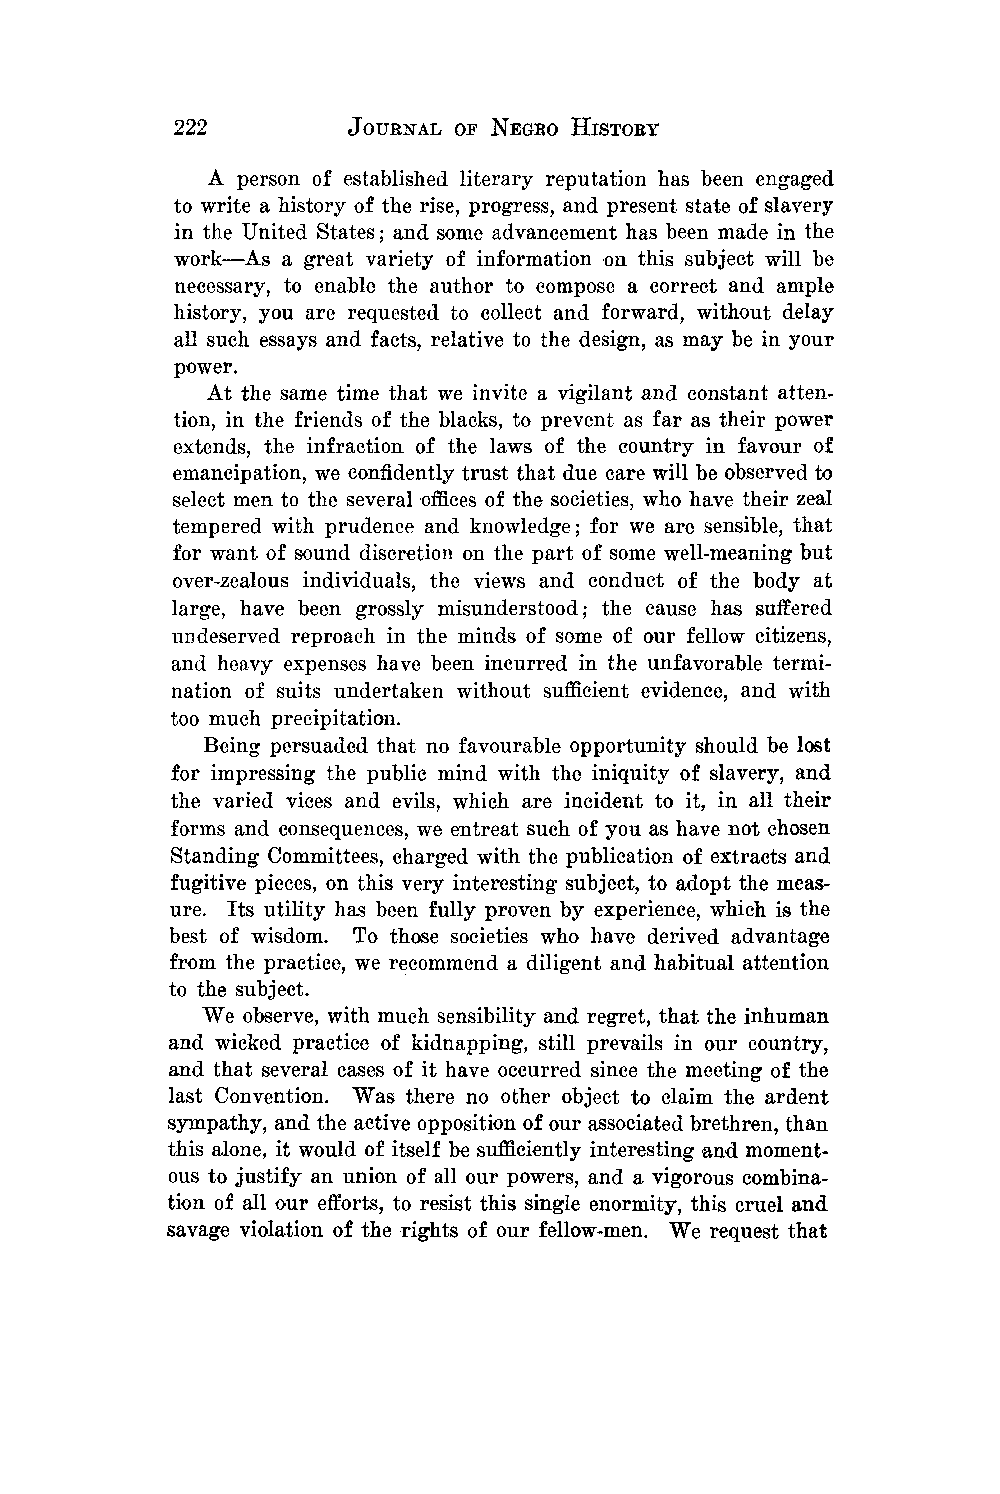 222 JOURNAL OF NEGRO HISTORY
A person of established literary reputation has been engaged
to write a history of the rise, progress, and present state of slavery
in the United States; and some advancement has been made in the
work—As a great variety of information on this subject will be
necessary, to enable the author to compose a correct and ample
history, you are requested to collect and forward, without delay
all such essays and facts, relative to the design, as may be in your
power.
At the same time that we invite a vigilant and constant atten-
tion, in the friends of the blacks, to prevent as far as their power
extends, the infraction of the laws of the country in favour of
emancipation, we confidently trust that due care will be observed to
select men to the several offices of the societies, who have their zeal
tempered with prudence and knowledge; for we are sensible, that
for want of sound discretion on the part of some well-meaning but
over-zealous individuals, the views and conduct of the body at
large, have been grossly misunderstood; the cause has suffered
undeserved reproach in the minds of some of our fellow citizens,
and heavy expenses have been incurred in the unfavorable termi-
nation of suits undertaken without sufficient evidence, and with
too much precipitation.
Being persuaded that no favourable opportunity should be lost
for impressing the public mind with the iniquity of slavery, and
the varied vices and evils, which are incident to it, in all their
forms and consequences, we entreat such of you as have not chosen
Standing Committees, charged with the publication of extracts and
fugitive pieces, on this very interesting subject, to adopt the meas-
ure. Its utility has been fully proven by experience, which is the
best of wisdom. To those societies who have derived advantage
from the practice, we recommend a diligent and habitual attention
to the subject.
We observe, with much sensibility and regret, that the inhuman
and wicked practice of kidnapping, still prevails in our country,
and that several cases of it have occurred since the meeting of the
last Convention. Was there no other object to claim the ardent
sympathy, and the active opposition of our associated brethren, than
this alone, it would of itself be sufficiently interesting and moment-
ous to justify an union of all our powers, and a vigorous combina-
tion of all our efforts, to resist this single enormity, this cruel and
savage violation of the rights of our fellow-men. We request that